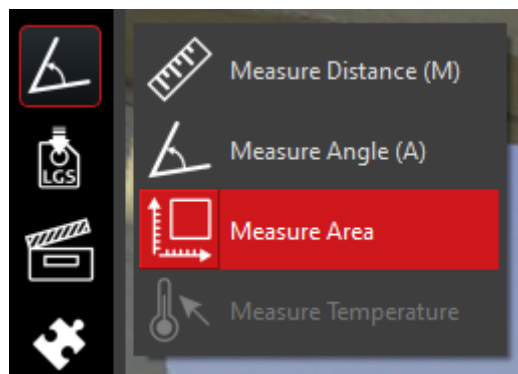 Measure Distance (M)
Measure Angle (A)
LGS
Measure Area
Measure Temperature